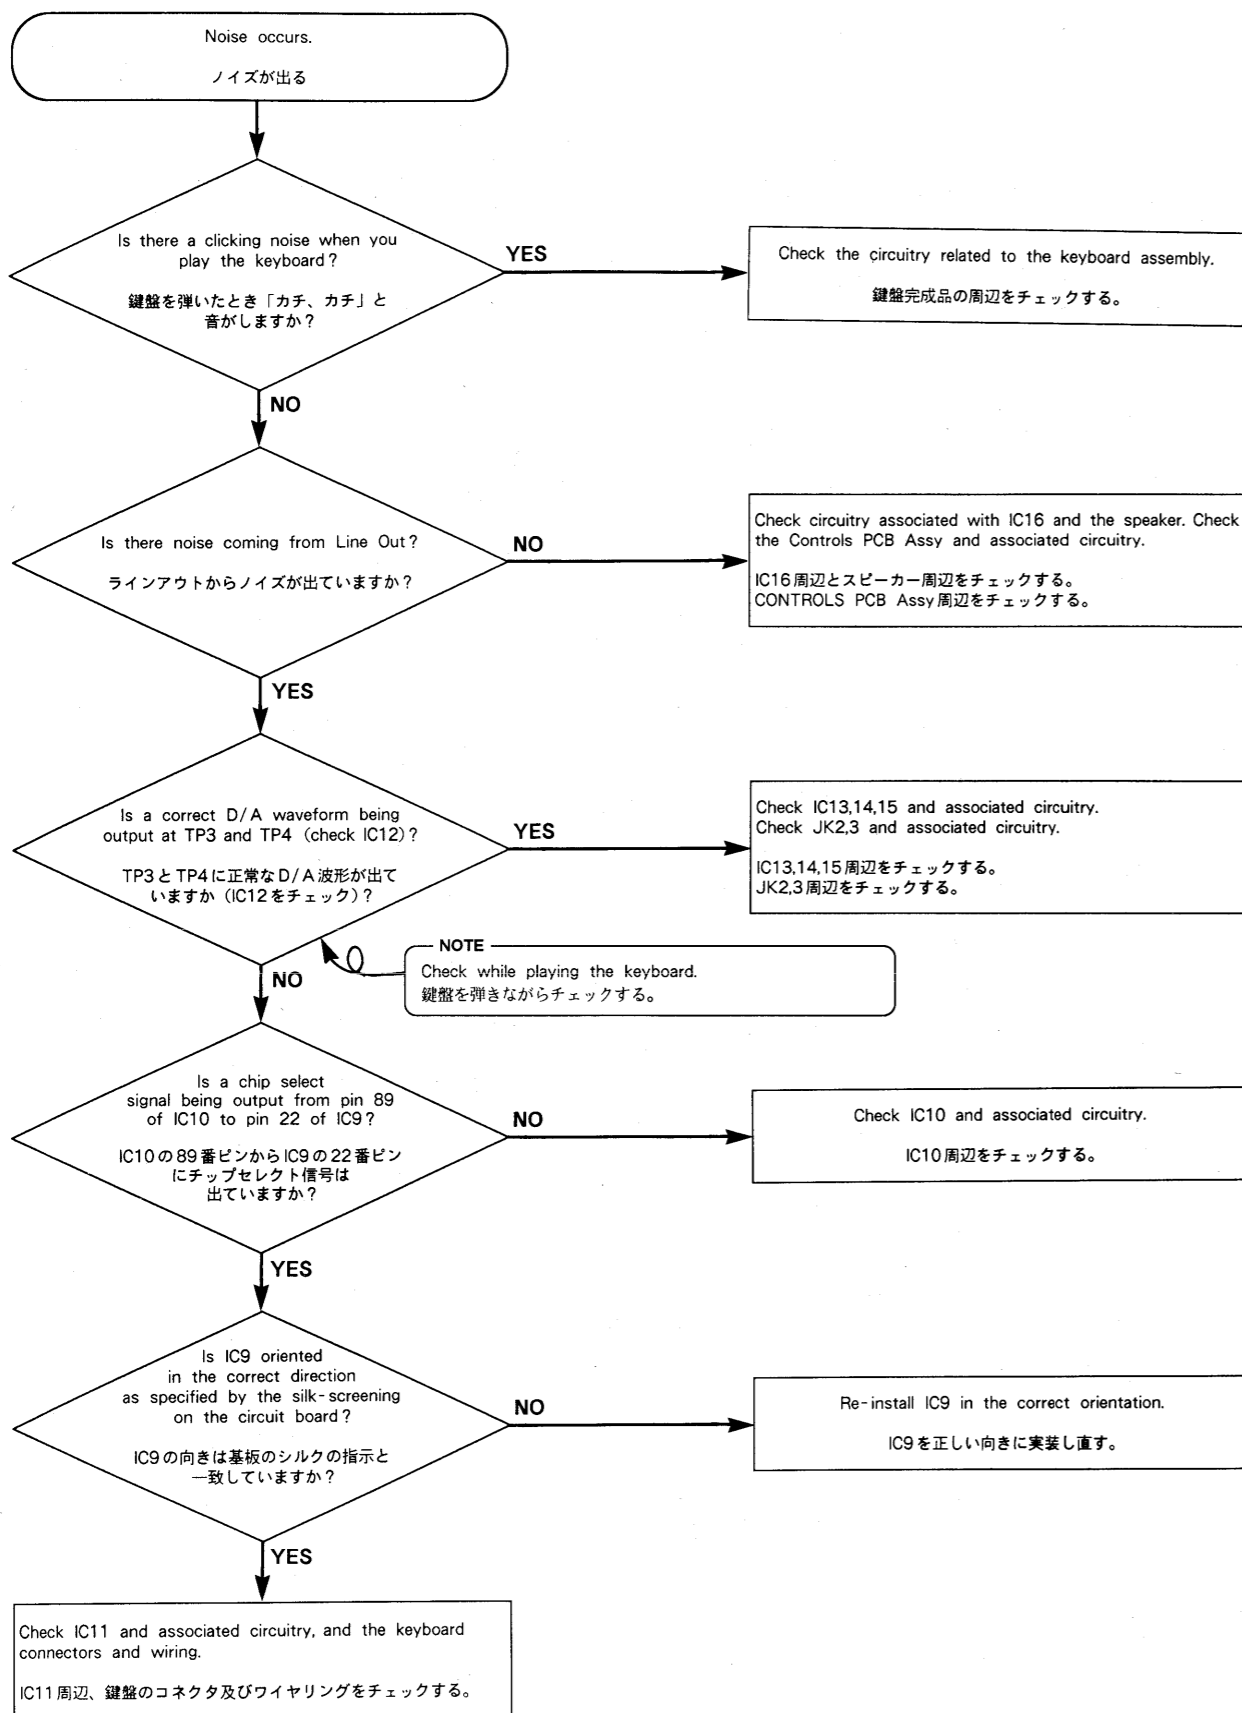 Noise occurs.
ノイズが出る
Is there a clicking noise when you
play the keyboard?
鍵盤を弾いたとき「カチ、カチ」と
音がしますか?
YES
Check the circuitry related to the keyboard assembly.
鍵盤完成品の周辺をチェックする。
NO
Is there noise coming from Line Out?
ラインアウトからノイズが出ていますか?
NO
Check circuitry associated with IC16 and the speaker. Check
the Controls PCB Assy and associated circuitry.
IC16周辺とスピーカー周辺をチェックする。
CONTROLS PCB Assy周辺をチェックする。
YES
Is a correct D/A waveform being
output at TP3 and TP4 (check IC12)?
TP3とTP4に正常なD/A波形が出て
いますか(IC12をチェック)?
YES
Check IC13,14,15 and associated circuitry.
Check JK2,3 and associated circuitry.
IC13,14,15周辺をチェックする。
JK2,3周辺をチェックする。
NOTE
Check while playing the keyboard.
鍵盤を弾きながらチェックする。
NO
Is a chip select
signal being output from pin 89
of IC10 to pin 22 of IC9?
IC10の89番ピンからIC9の22番ピン
にチップセレクト信号は
出ていますか?
NO
Check IC10 and associated circuitry.
IC10周辺をチェックする。
YES
Is IC9 oriented
in the correct direction
as specified by the silk-screening
on the circuit board?
IC9の向きは基板のシルクの指示と
一致していますか?
NO
Re-install IC9 in the correct orientation.
IC9を正しい向きに実装し直す。
YES
Check IC11 and associated circuitry, and the keyboard
connectors and wiring.
IC11周辺、鍵盤のコネクタ及びワイヤリングをチェックする。